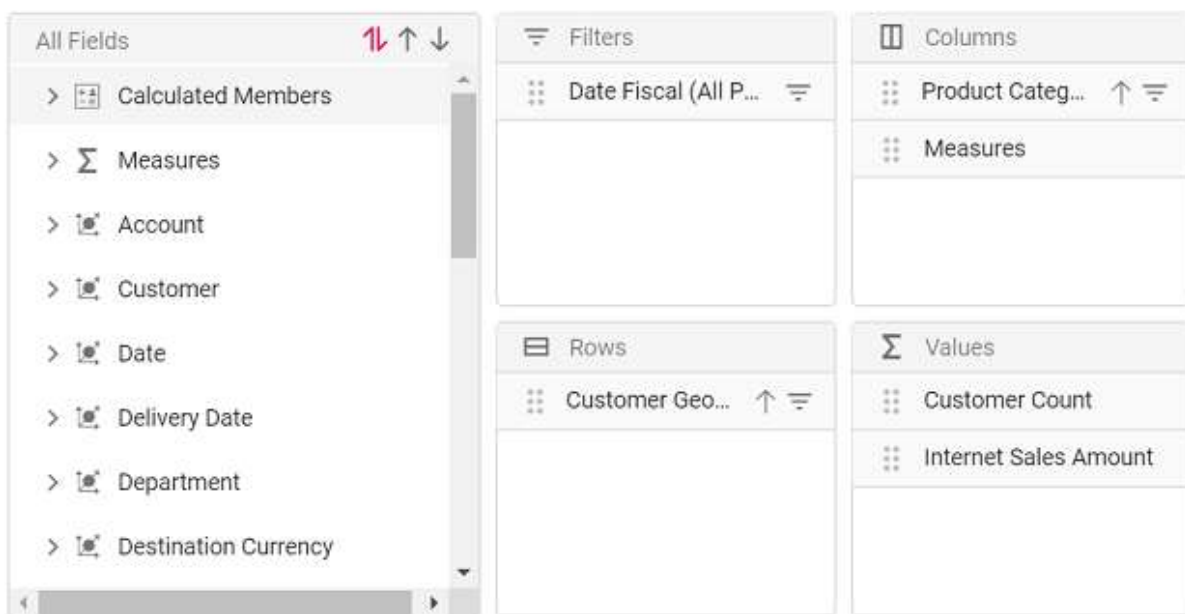 All Fields
Calculated Members
Measures
Account
Customer
Date
Delivery Date
Department
Destination Currency
Filters
Date Fiscal (All P...
Columns
Product Categ...
Measures
Rows
Customer Geo...
Values
Customer Count
Internet Sales Amount